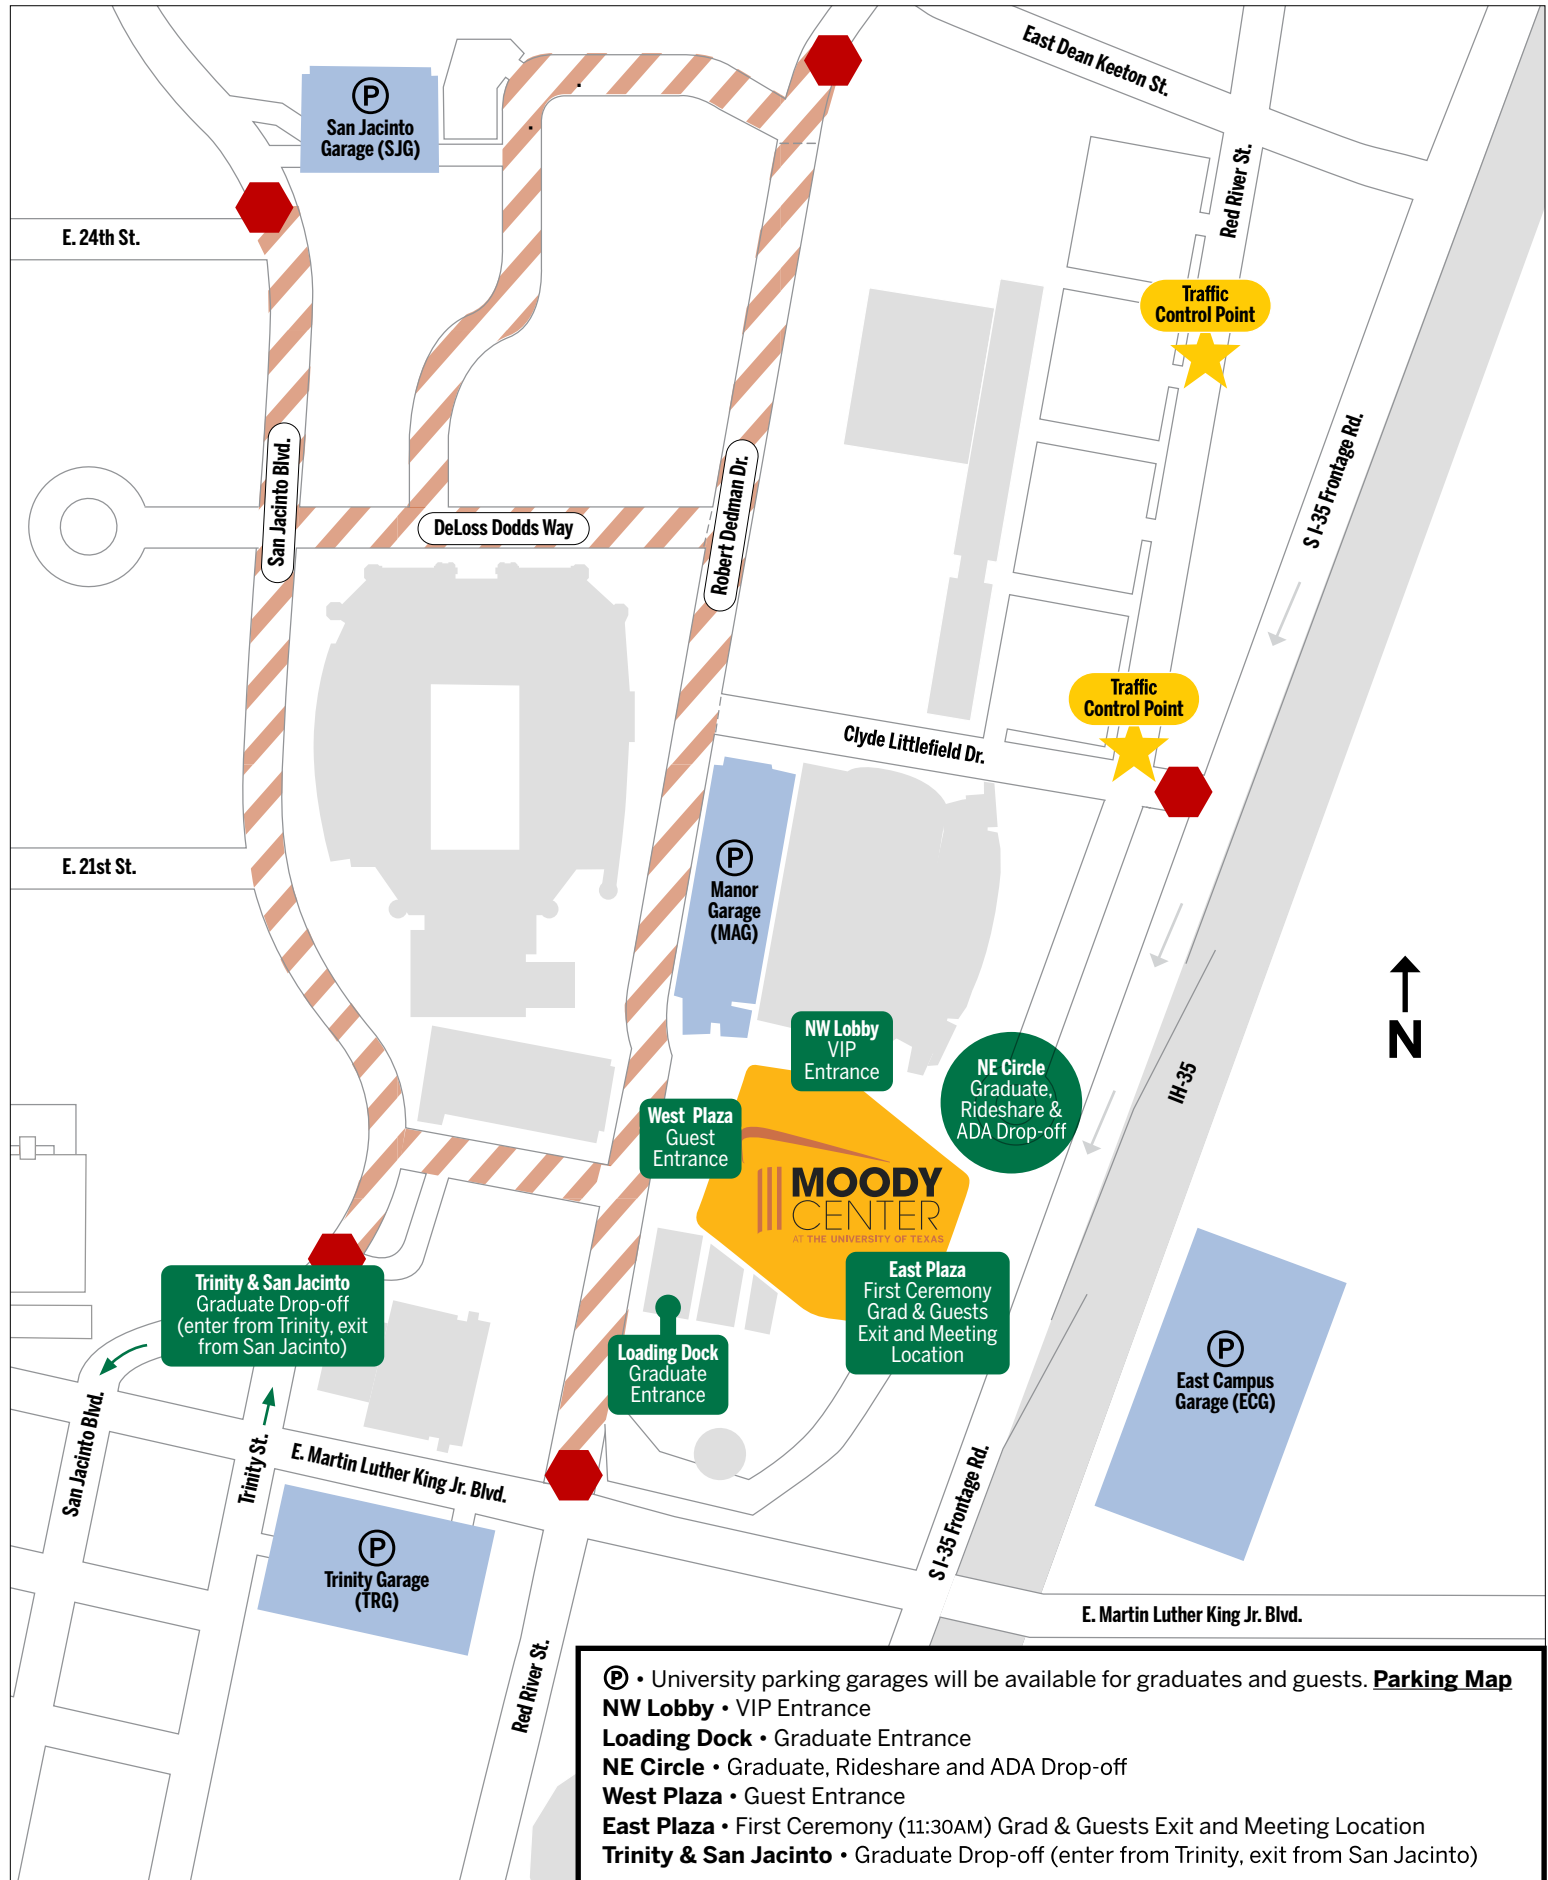 East Dean Keeton St.
P
San Jacinto
Garage (SJG)
Red River St.
E. 24th St.
Traffic
Control Point
San Jacinto Blvd.
DeLoss Dodds Way
Robert Dedman Dr.
S I-35 Frontage Rd.
Traffic
Control Point
Clyde Littlefield Dr.
E. 21st St.
P
Manor
Garage
(MAG)
N
NW Lobby
VIP
Entrance
NE Circle
Graduate,
Rideshare &
ADA Drop-off
IH-35
West Plaza
Guest
Entrance
MOODY
CENTER
AT THE UNIVERSITY OF TEXAS
East Plaza
First Ceremony
Grad & Guests
Exit and Meeting
Location
Trinity & San Jacinto
Graduate Drop-off
(enter from Trinity, exit
from San Jacinto)
Loading Dock
Graduate
Entrance
P
East Campus
Garage (ECG)
San Jacinto Blvd.
Trinity St.
E. Martin Luther King Jr. Blvd.
S I-35 Frontage Rd.
P
Trinity Garage
(TRG)
E. Martin Luther King Jr. Blvd.
Red River St.
P • University parking garages will be available for graduates and guests. Parking Map
NW Lobby • VIP Entrance
Loading Dock • Graduate Entrance
NE Circle • Graduate, Rideshare and ADA Drop-off
West Plaza • Guest Entrance
East Plaza • First Ceremony (11:30AM) Grad & Guests Exit and Meeting Location
Trinity & San Jacinto • Graduate Drop-off (enter from Trinity, exit from San Jacinto)